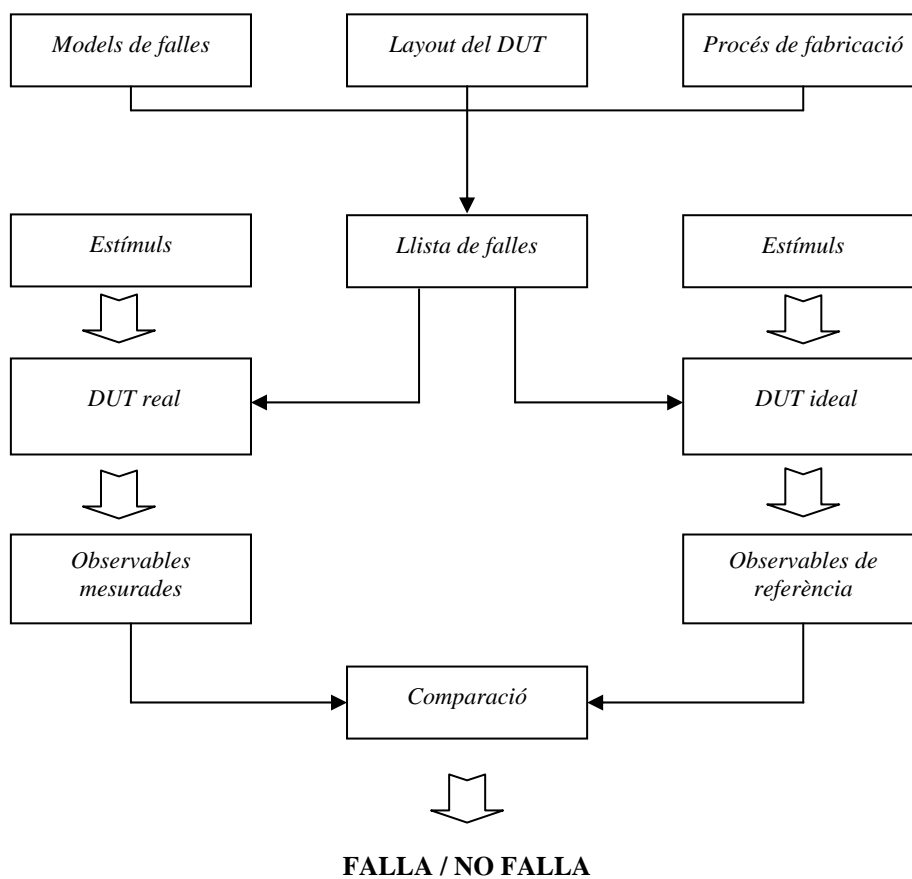 Models de falles
Layout del DUT
Procés de fabricació
Estímuls
Llista de falles
Estímuls
DUT real
DUT ideal
Observables
mesurades
Observables de
referència
Comparació
FALLA / NO FALLA